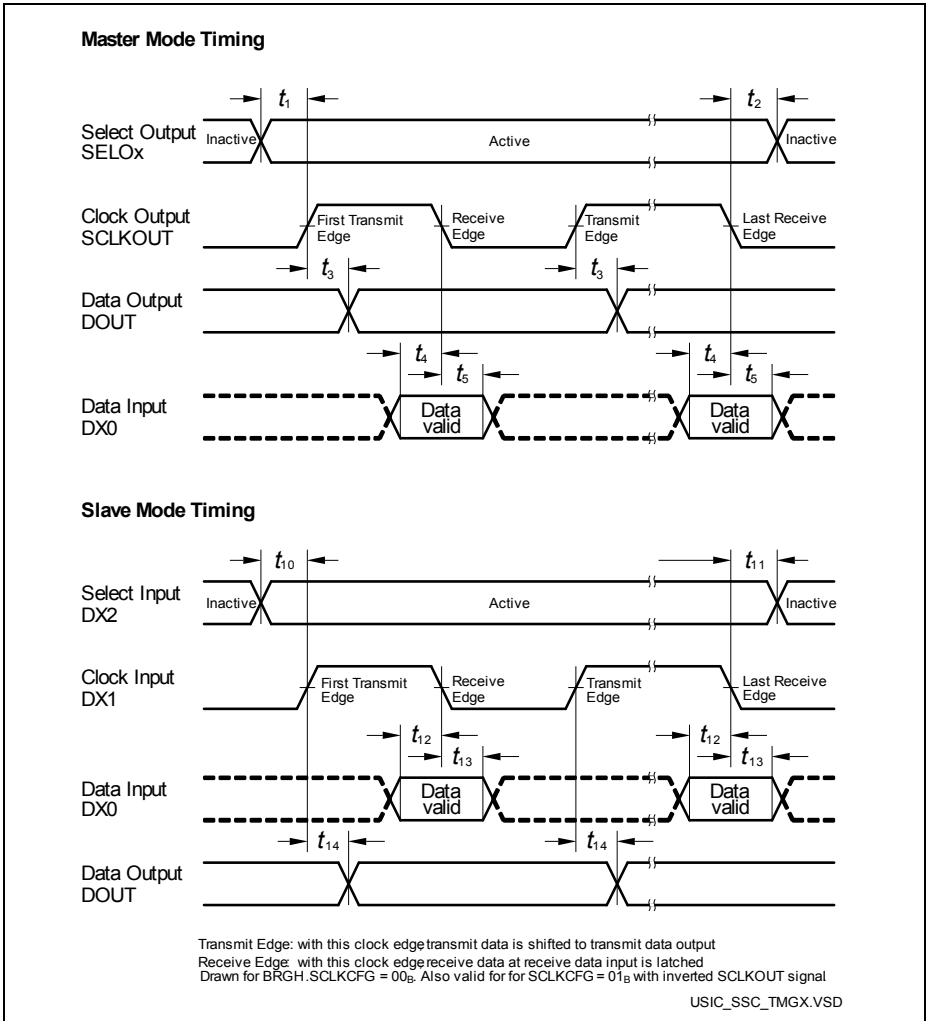 Master Mode Timing
t1
t2
Select Output
SELOx
Inactive
Active
Inactive
Clock Output
SCLKOUT
First Transmit
Edge
Receive
Edge
Transmit
Edge
Last Receive
Edge
t3
t3
Data Output
DOUT
t4
t5
t4
t5
Data Input
DX0
Data
valid
Data
valid
Slave Mode Timing
t10
t11
Select Input
DX2
Inactive
Active
Inactive
Clock Input
DX1
First Transmit
Edge
Receive
Edge
Transmit
Edge
Last Receive
Edge
t12
t13
t12
t13
Data Input
DX0
Data
valid
Data
valid
t14
t14
Data Output
DOUT
Transmit Edge: with this clock edge, transmit data is shifted to transmit data output
Receive Edge: with this clock edge, receive data at receive data input is latched
Drawn for BRGH.SCLKCFG = 00B. Also valid for for SCLKCFG = 01B with inverted SCLKOUT signal.
USIC_SSC_TMGX.VSD